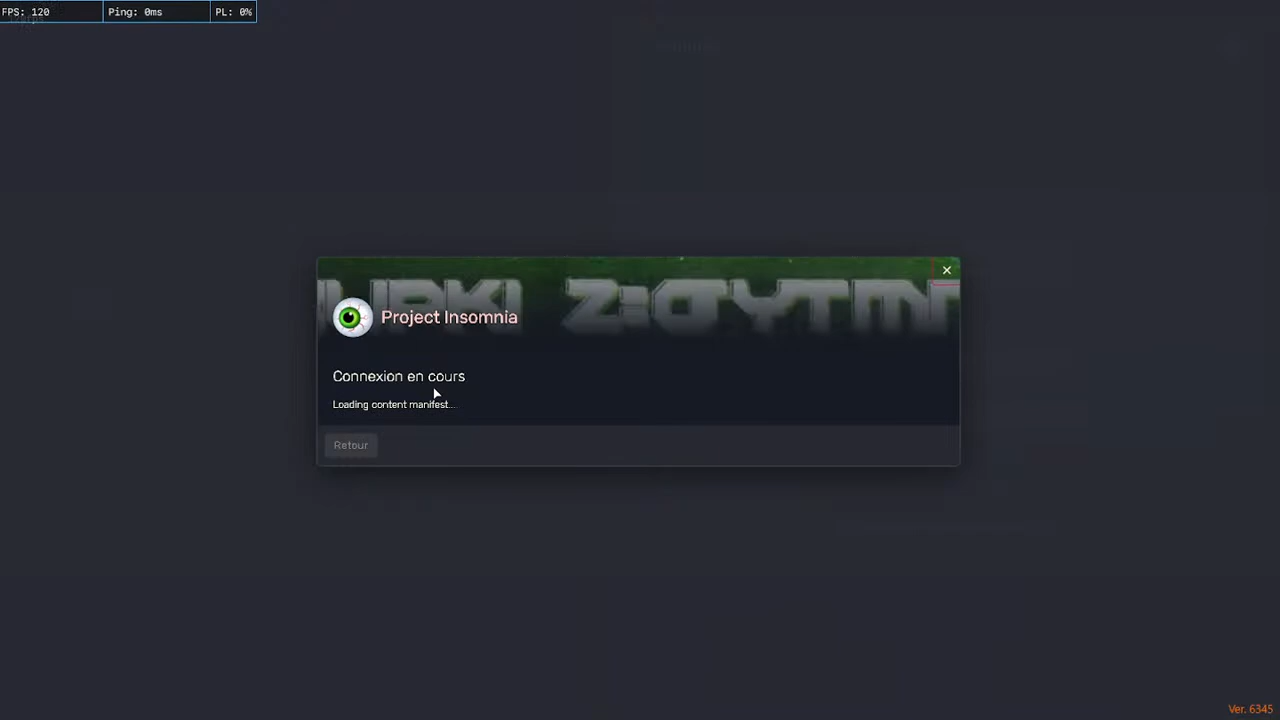 FPS: 120 Ping: 0ms PL: 0%
Project Insomnia
Connexion en cours
Loading content manifest...
Retour
Ver. 6345